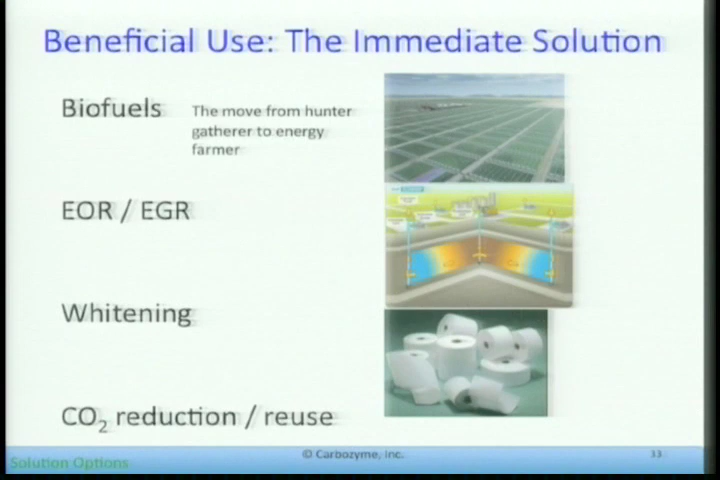 Beneficial Use: The Immediate Solution
Biofuels
The move from hunter
gatherer to energy
farmer
EOR / EGR
Whitening
CO₂ reduction / reuse
© Carbozyme, Inc.
33
Solution Options